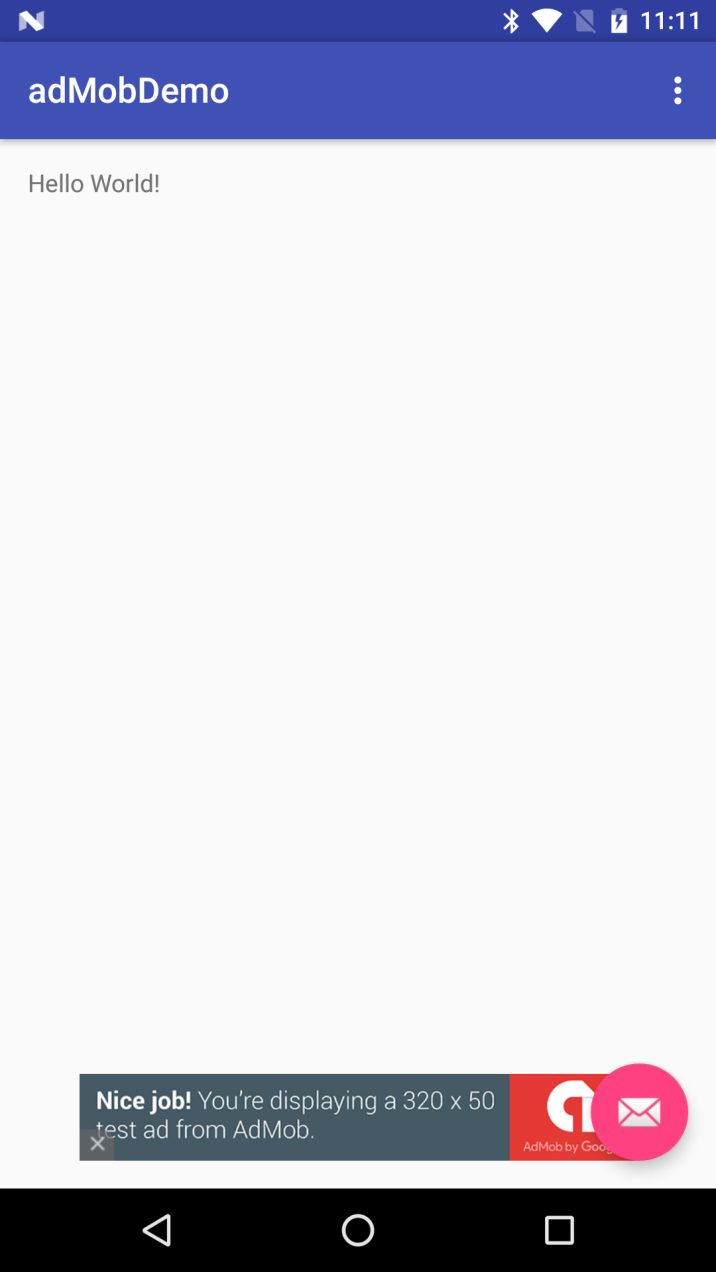 11:11
adMobDemo
Hello World!
Nice job! You're displaying a 320 x 50
test ad from AdMob.
AdMob by